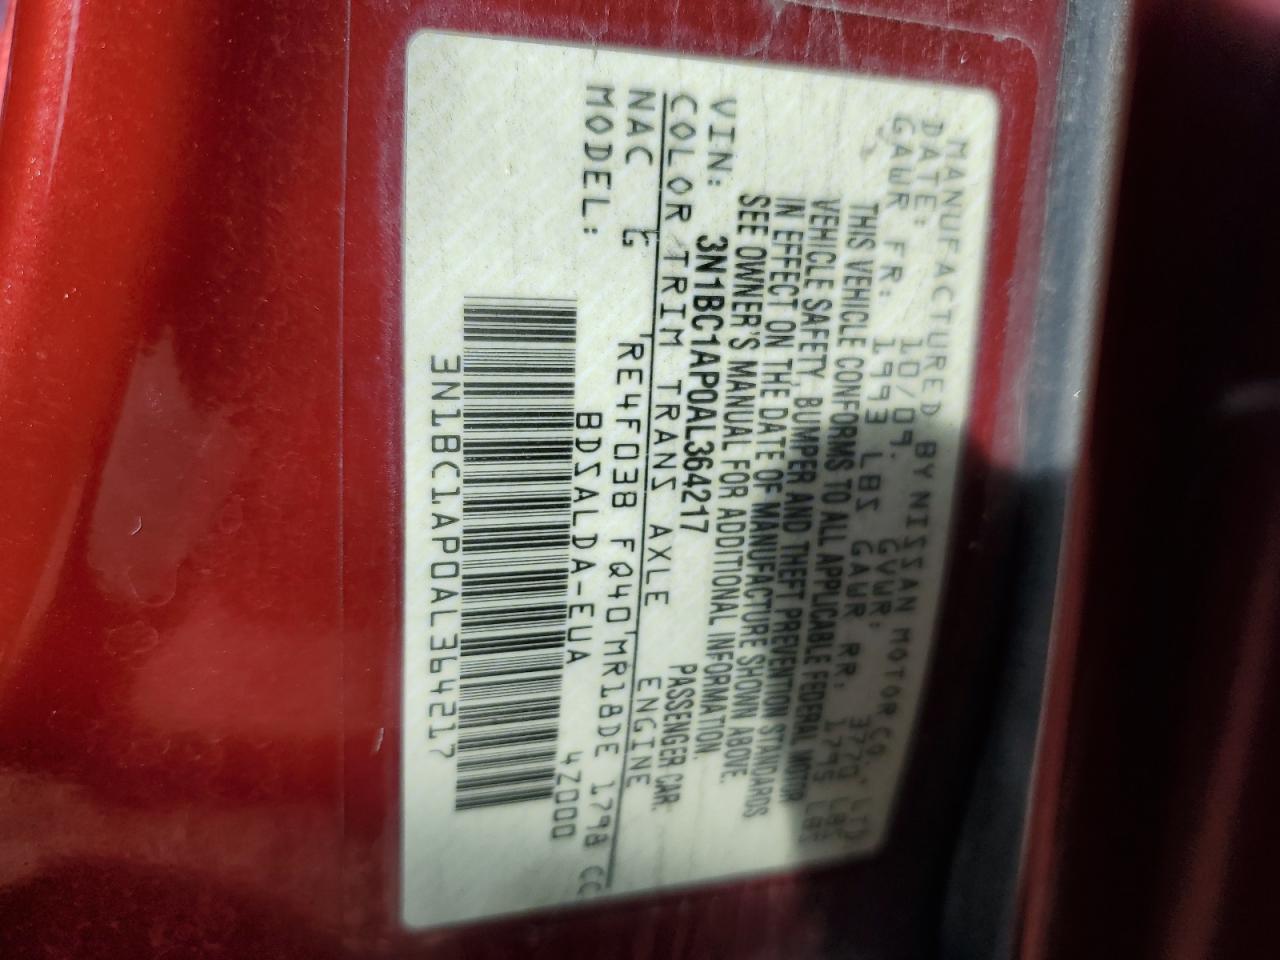 MANUFACTURED BY NISSAN MOTOR CO., LTD
DATE: 10/09. GVWR: 3770 LBS
GAWR FR: 1993 LBS GAWR RR: 1795 LBS
THIS VEHICLE CONFORMS TO ALL APPLICABLE FEDERAL MOTOR
VEHICLE SAFETY, BUMPER AND THEFT PREVENTION STANDARDS
IN EFFECT ON THE DATE OF MANUFACTURE SHOWN ABOVE.
SEE OWNER'S MANUAL FOR ADDITIONAL INFORMATION.
VIN: 3N1BC1AP0AL364217 PASSENGER CAR.
COLOR TRIM TRANS AXLE ENGINE
NAC G RE4F03B FQ40 MR18DE 1798 CC
MODEL: BDSALDA-EUA 4Z000
3N1BC1AP0AL364217